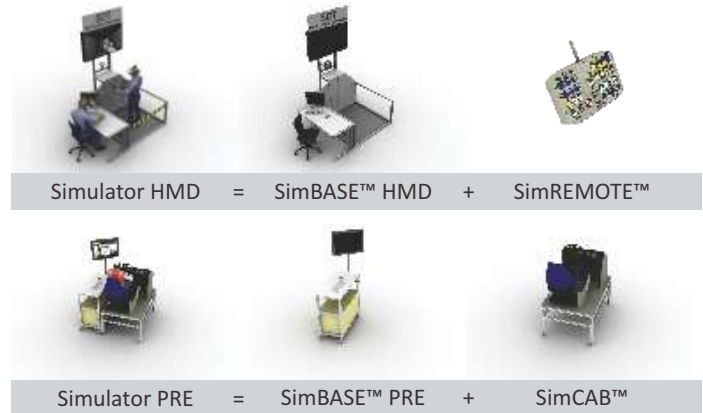 Simulator HMD = SimBASE™ HMD + SimREMOTE™
Simulator PRE = SimBASE™ PRE + SimCAB™